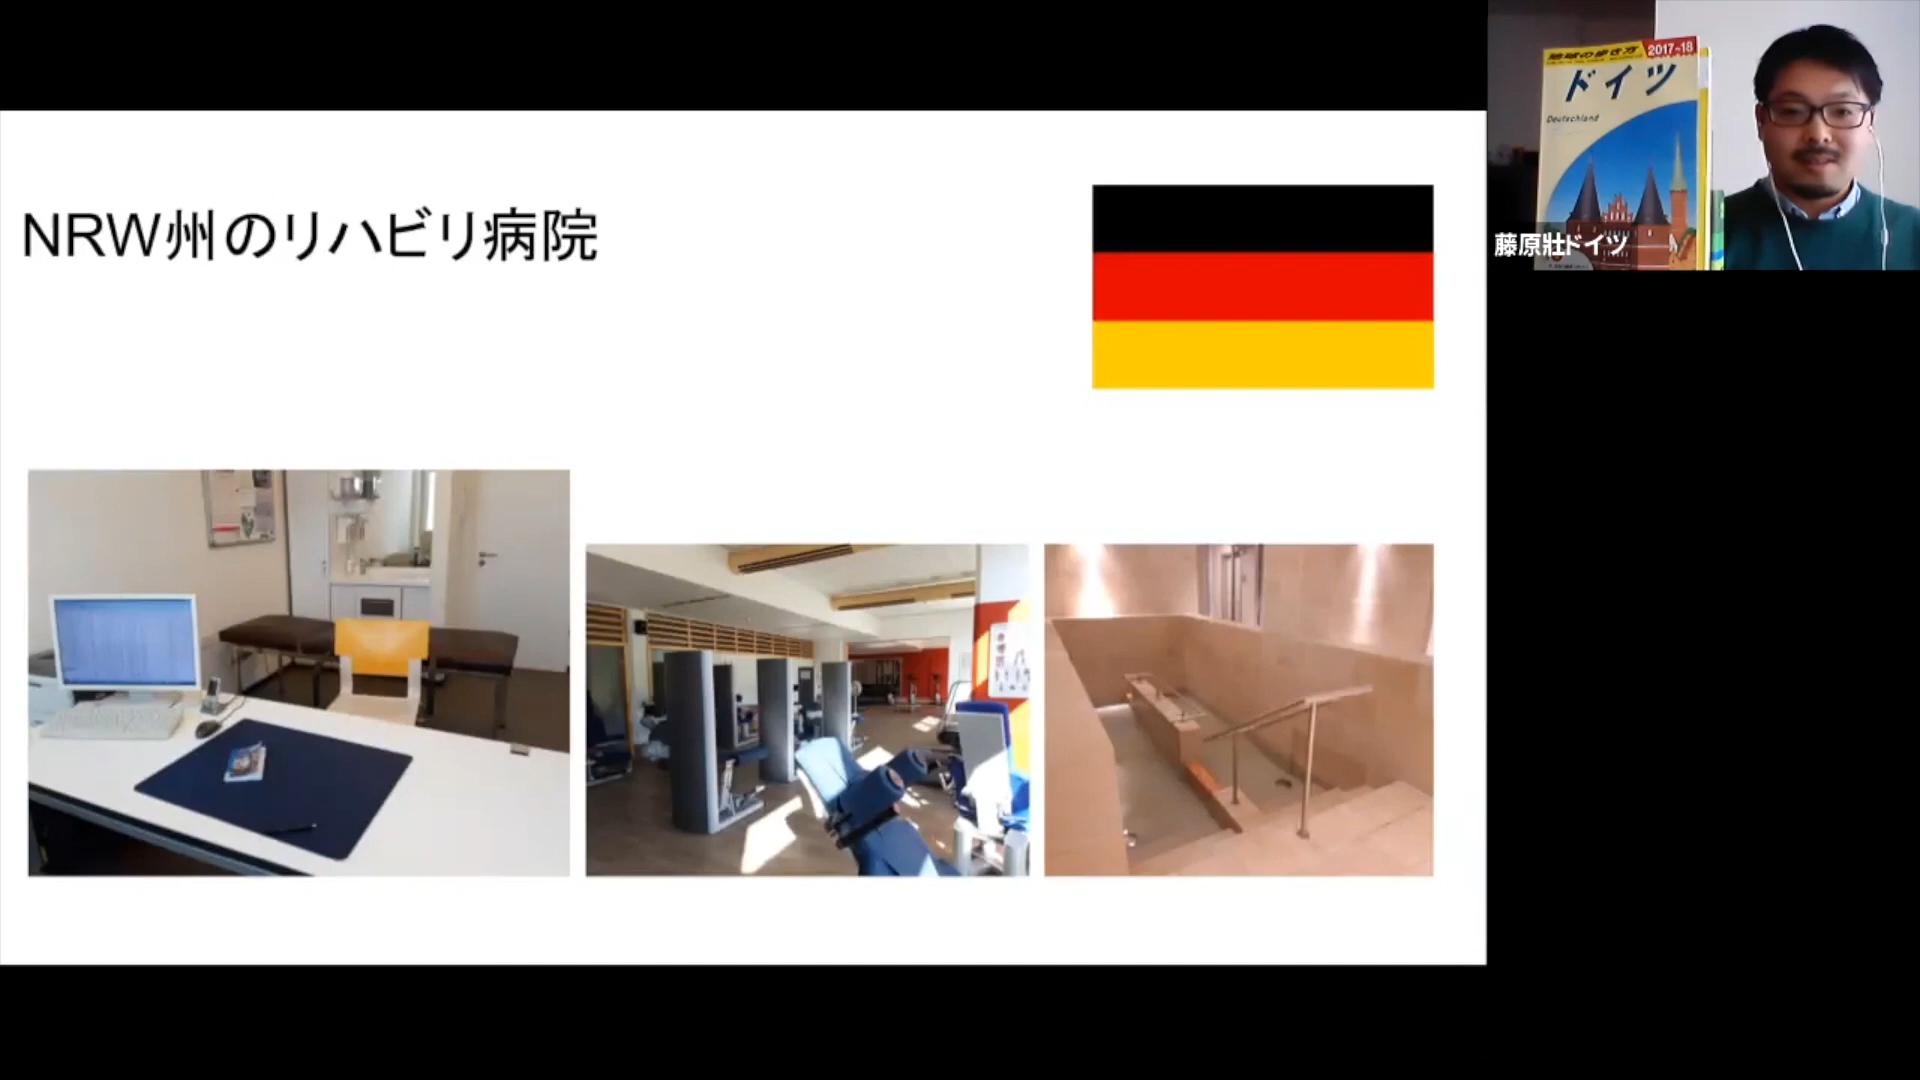 NRW州のリハビリ病院
地球の歩き方
2017~18
ドイツ
Deutschland
藤原壯ドイツ